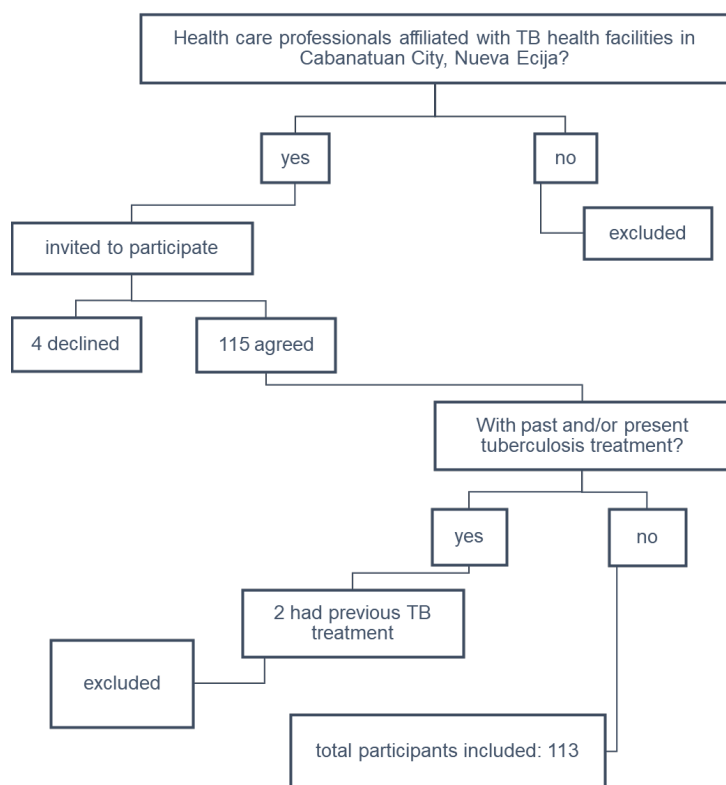 Health care professionals affiliated with TB health facilities in
Cabanatuan City, Nueva Ecija?
yes
no
invited to participate
excluded
4 declined
115 agreed
With past and/or present
tuberculosis treatment?
yes
no
2 had previous TB
treatment
excluded
total participants included: 113